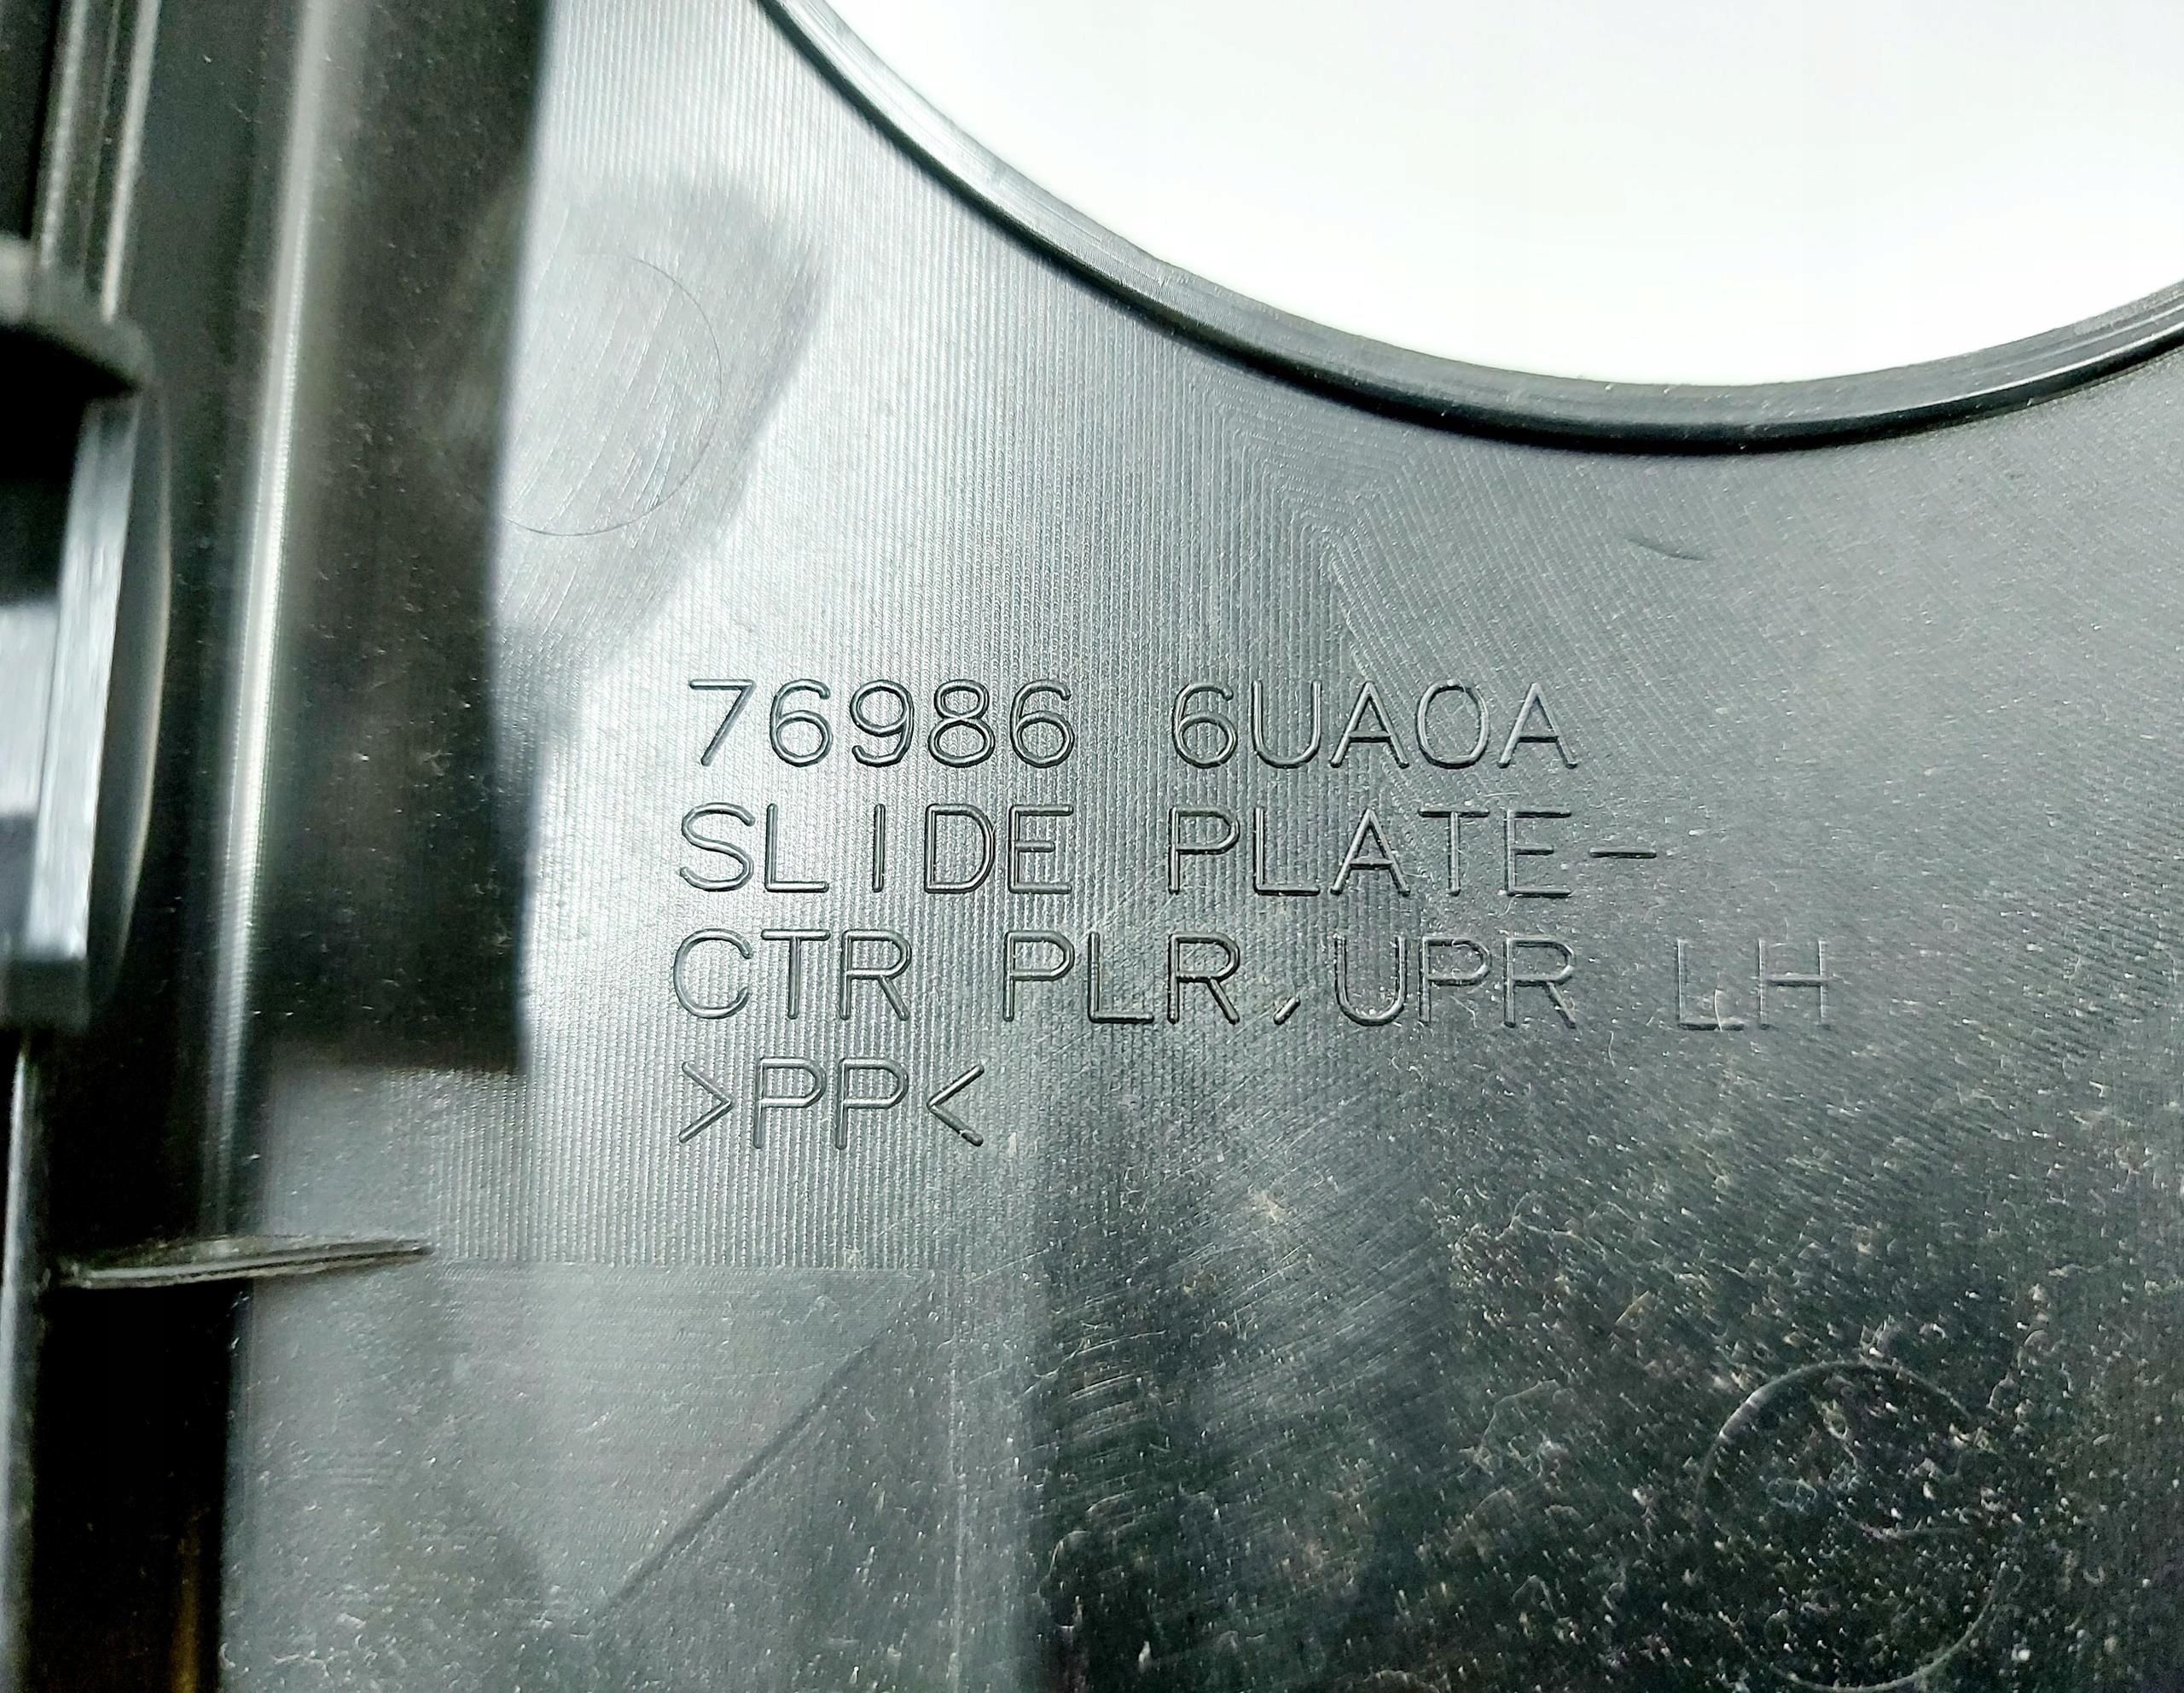 76986 6UA0A
SLIDE PLATE-
CTR PLR,UPR LH
>PP<